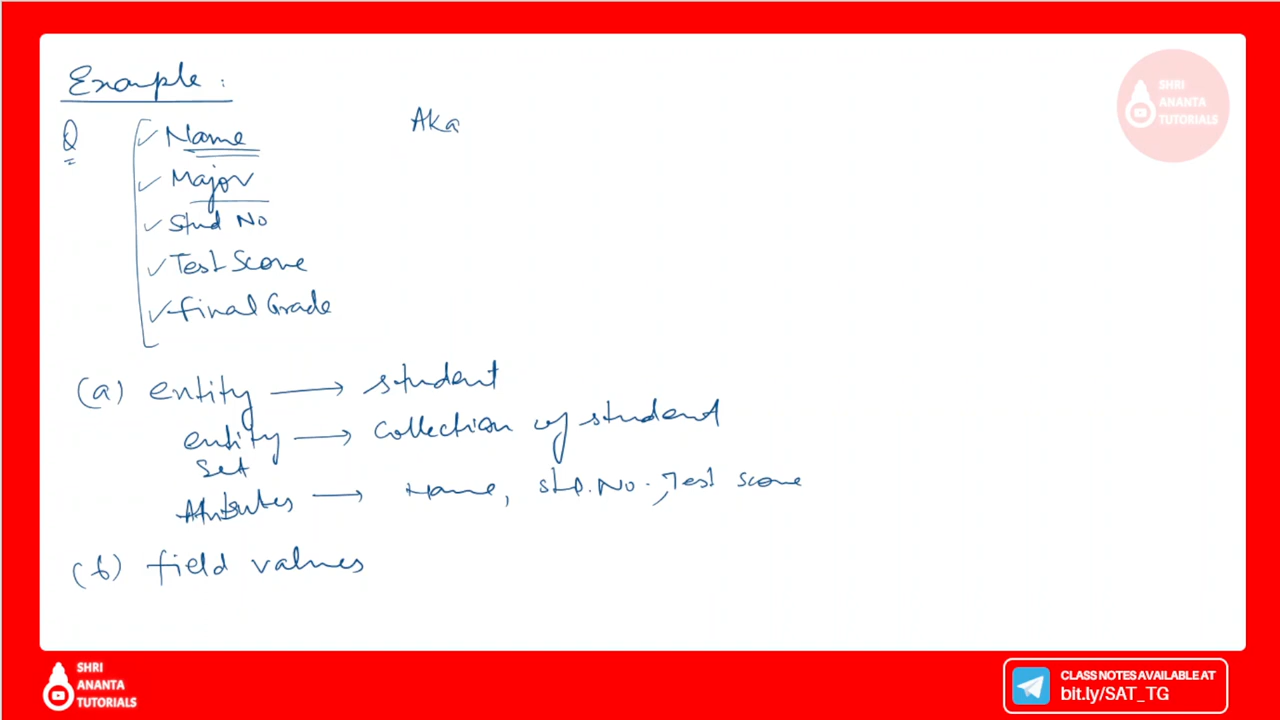 Example :
Q Name Aka
Major
Stud No
Test Score
final Grade
(a) entity → student
entity → Collection of student
Set
Attributes → Name, std. No., Test score
(b) field values
SHRI
ANANTA
TUTORIALS
SHRI
ANANTA
TUTORIALS
CLASS NOTES AVAILABLE AT
bit.ly/SAT_TG